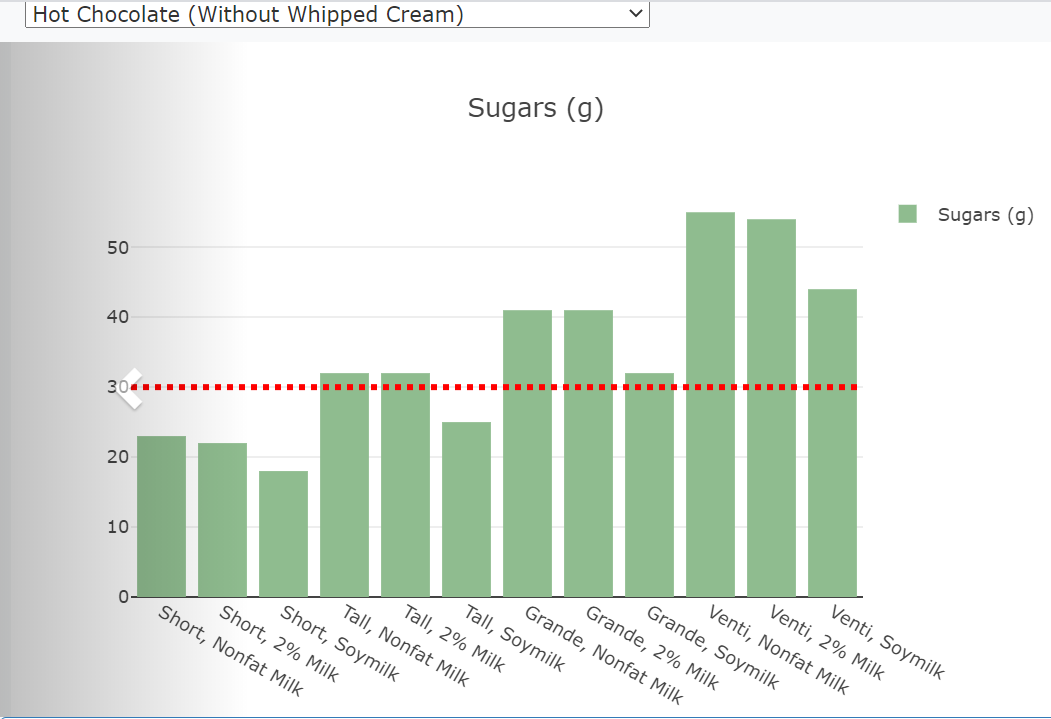 Hot Chocolate (Without Whipped Cream)
Sugars (g)
Sugars (g)
50
40
30
20
10
0
Short, Nonfat Milk
Short, 2% Milk
Short, Soymilk
Tall, Nonfat Milk
Tall, 2% Milk
Tall, Soymilk
Grande, Nonfat Milk
Grande, 2% Milk
Grande, Soymilk
Venti, Nonfat Milk
Venti, 2% Milk
Venti, Soymilk